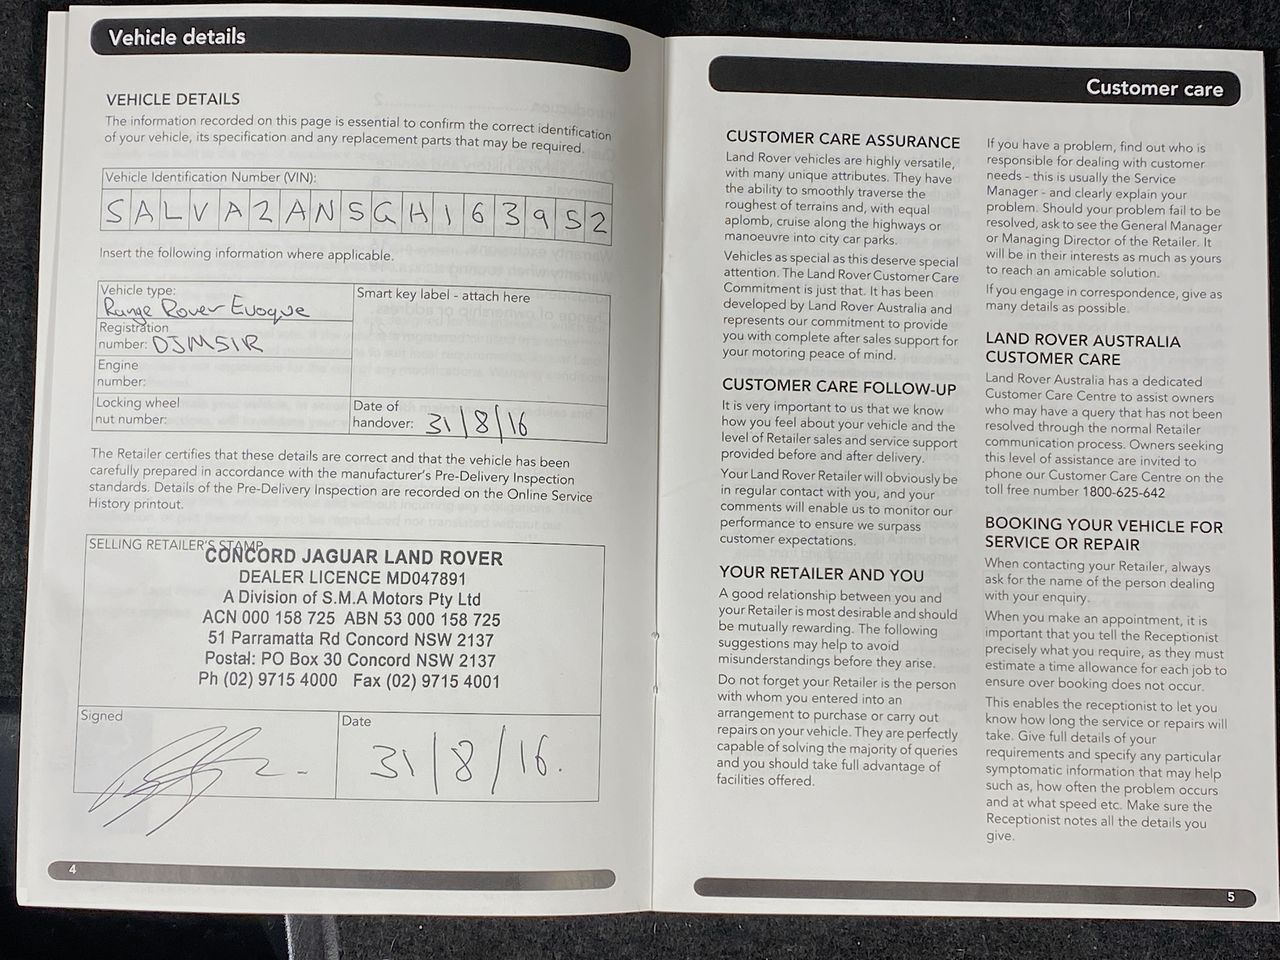 Vehicle details
VEHICLE DETAILS
The information recorded on this page is essential to confirm the correct identification
of your vehicle, its specification and any replacement parts that may be required.
Vehicle Identification Number (VIN):
SALVA2AN5GH163952
Insert the following information where applicable.
Vehicle type:
Range Rover Evoque
Registration
number: DJM51R
Engine
number:
Locking wheel
nut number:
Smart key label - attach here
Date of
handover: 31/8/16
The Retailer certifies that these details are correct and that the vehicle has been
carefully prepared in accordance with the manufacturer's Pre-Delivery Inspection
standards. Details of the Pre-Delivery Inspection are recorded on the Online Service
History printout.
SELLING RETAILER'S STAMP
CONCORD JAGUAR LAND ROVER
DEALER LICENCE MD047891
A Division of S.M.A Motors Pty Ltd
ACN 000 158 725 ABN 53 000 158 725
51 Parramatta Rd Concord NSW 2137
Postal: PO Box 30 Concord NSW 2137
Ph (02) 9715 4000 Fax (02) 9715 4001
Signed
Date
31/8/16.
4
Customer care
CUSTOMER CARE ASSURANCE
Land Rover vehicles are highly versatile,
with many unique attributes. They have
the ability to smoothly traverse the
roughest of terrains and, with equal
aplomb, cruise along the highways or
manoeuvre into city car parks.
Vehicles as special as this deserve special
attention. The Land Rover Customer Care
Commitment is just that. It has been
developed by Land Rover Australia and
represents our commitment to provide
you with complete after sales support for
your motoring peace of mind.
CUSTOMER CARE FOLLOW-UP
It is very important to us that we know
how you feel about your vehicle and the
level of Retailer sales and service support
provided before and after delivery.
Your Land Rover Retailer will obviously be
in regular contact with you, and your
comments will enable us to monitor our
performance to ensure we surpass
customer expectations.
YOUR RETAILER AND YOU
A good relationship between you and
your Retailer is most desirable and should
be mutually rewarding. The following
suggestions may help to avoid
misunderstandings before they arise.
Do not forget your Retailer is the person
with whom you entered into an
arrangement to purchase or carry out
repairs on your vehicle. They are perfectly
capable of solving the majority of queries
and you should take full advantage of
facilities offered.
If you have a problem, find out who is
responsible for dealing with customer
needs - this is usually the Service
Manager - and clearly explain your
problem. Should your problem fail to be
resolved, ask to see the General Manager
or Managing Director of the Retailer. It
will be in their interests as much as yours
to reach an amicable solution.
If you engage in correspondence, give as
many details as possible.
LAND ROVER AUSTRALIA
CUSTOMER CARE
Land Rover Australia has a dedicated
Customer Care Centre to assist owners
who may have a query that has not been
resolved through the normal Retailer
communication process. Owners seeking
this level of assistance are invited to
phone our Customer Care Centre on the
toll free number 1800-625-642
BOOKING YOUR VEHICLE FOR
SERVICE OR REPAIR
When contacting your Retailer, always
ask for the name of the person dealing
with your enquiry.
When you make an appointment, it is
important that you tell the Receptionist
precisely what you require, as they must
estimate a time allowance for each job to
ensure over booking does not occur.
This enables the receptionist to let you
know how long the service or repairs will
take. Give full details of your
requirements and specify any particular
symptomatic information that may help
such as, how often the problem occurs
and at what speed etc. Make sure the
Receptionist notes all the details you
give.
5